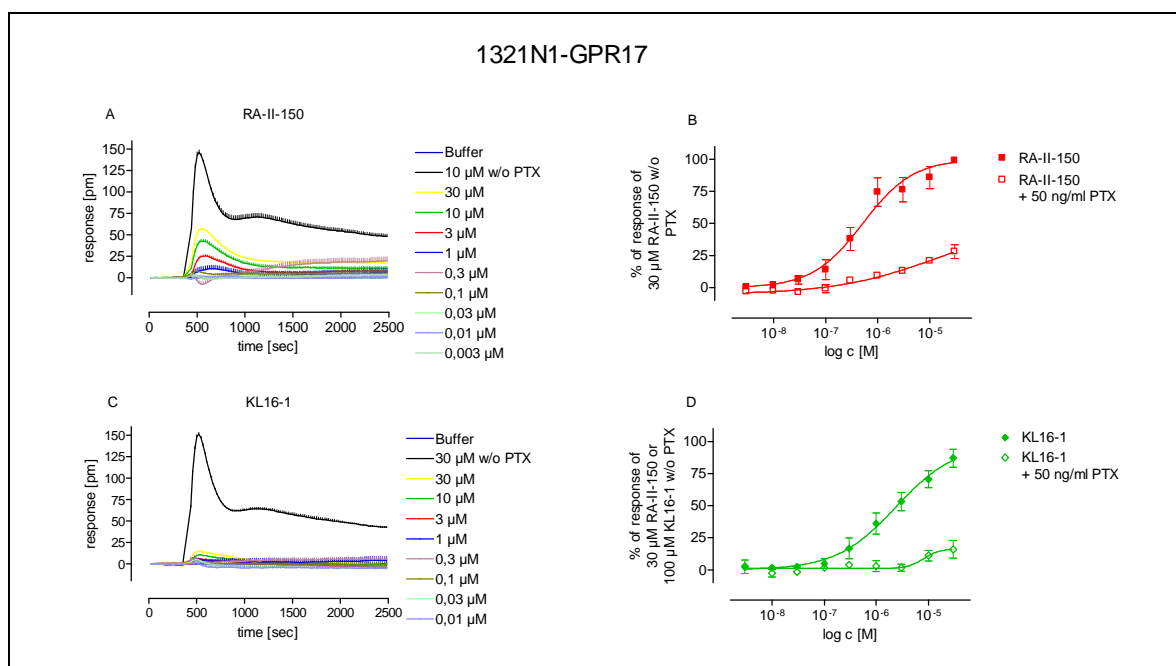 1321N1-GPR17
A
RA-II-150
response [pm]
150
125
100
75
50
25
0
0
500
1000
1500
2000
2500
time [sec]
Buffer
10 µM w/o PTX
30 µM
10 µM
3 µM
1 µM
0,3 µM
0,1 µM
0,03 µM
0,01 µM
0,003 µM
B
% of response of
30 µM RA-II-150 w/o
PTX
100
75
50
25
0
10-8
10-7
10-6
10-5
log c [M]
RA-II-150
RA-II-150
+ 50 ng/ml PTX
C
KL16-1
response [pm]
150
125
100
75
50
25
0
0
500
1000
1500
2000
2500
time [sec]
Buffer
30 µM w/o PTX
30 µM
10 µM
3 µM
1 µM
0,3 µM
0,1 µM
0,03 µM
0,01 µM
D
% of response of
30 µM RA-II-150 or
100 µM KL16-1 w/o PTX
100
75
50
25
0
10-8
10-7
10-6
10-5
log c [M]
KL16-1
KL16-1
+ 50 ng/ml PTX